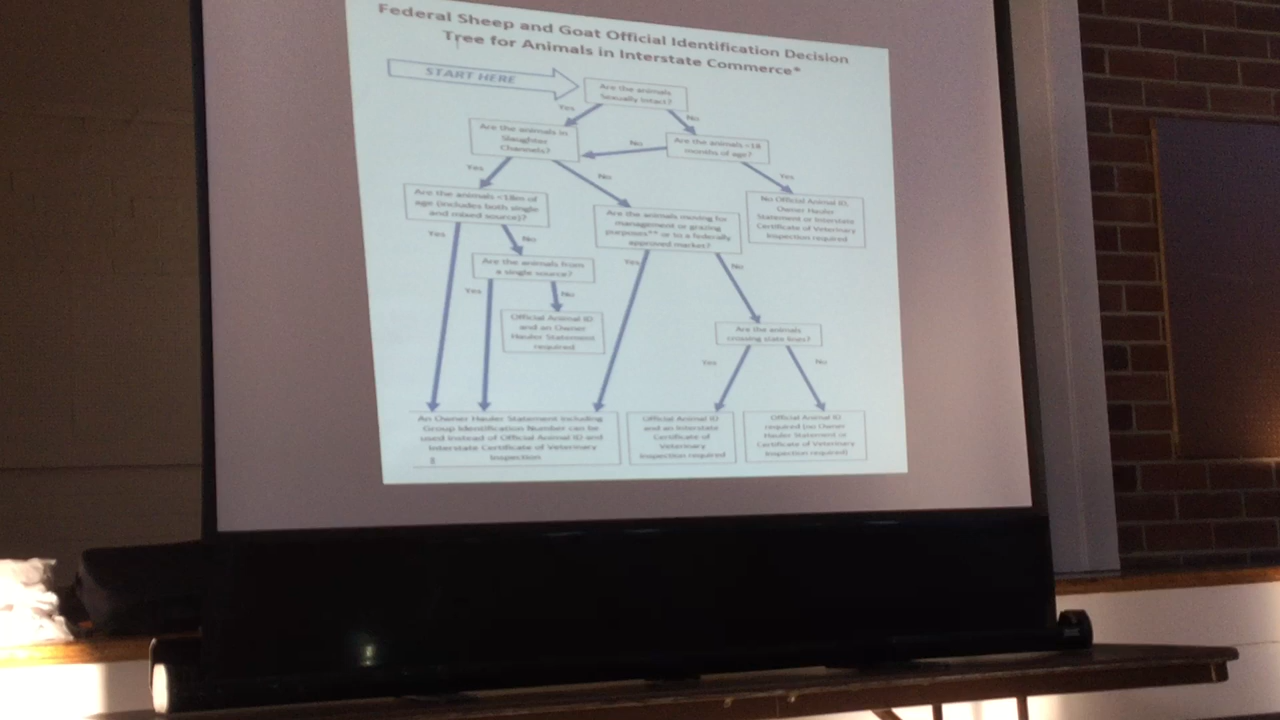 Federal Sheep and Goat Official Identification Decision
Tree for Animals in Interstate Commerce*
START HERE
Are the animals
Sexually Intact?
Yes
No
Are the animals in
Slaughter
Channels?
No
Are the animals <18
months of age?
Yes
No
Yes
Are the animals <18m of
age (includes both single
and mixed source)?
Are the animals moving for
management or grazing
purposes** or to a federally
approved market?
No Official Animal ID,
Owner Hauler
Statement or Interstate
Certificate of Veterinary
Inspection required
Yes
No
Are the animals from
a single source?
Yes
No
Yes
No
Official Animal ID
and an Owner
Hauler Statement
required
Are the animals
crossing state lines?
Yes
No
An Owner Hauler Statement including
Group Identification Number can be
used instead of Official Animal ID and
Interstate Certificate of Veterinary
Inspection
Official Animal ID
and an Interstate
Certificate of
Veterinary
Inspection required
Official Animal ID
required (no Owner
Hauler Statement or
Certificate of Veterinary
Inspection required)